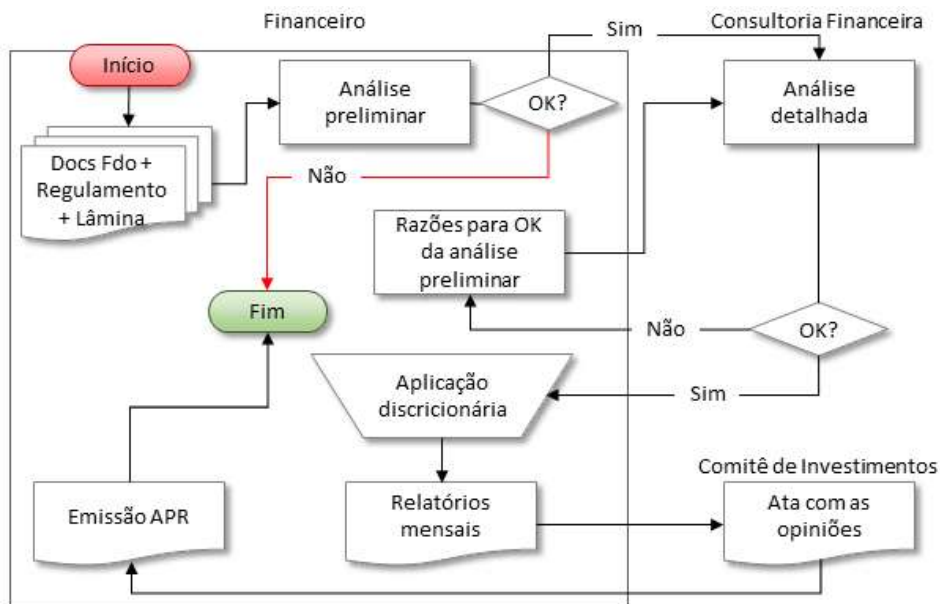 Financeiro
Consultoria Financeira
Sim
Início
Análise
preliminar
OK?
Análise
detalhada
Docs Fdo +
Regulamento
+ Lâmina
Não
Razões para OK
da análise
preliminar
Fim
Não
OK?
Aplicação
discricionária
Sim
Comitê de Investimentos
Emissão APR
Relatórios
mensais
Ata com as
opiniões